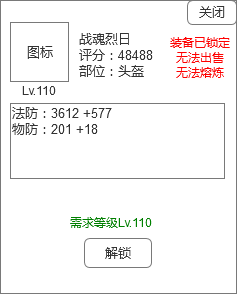 关闭
图标
战魂烈日
评分：48488
部位：头盔
装备已锁定
无法出售
无法熔炼
Lv.110
法防：3612 +577
物防：201 +18
需求等级Lv.110
解锁